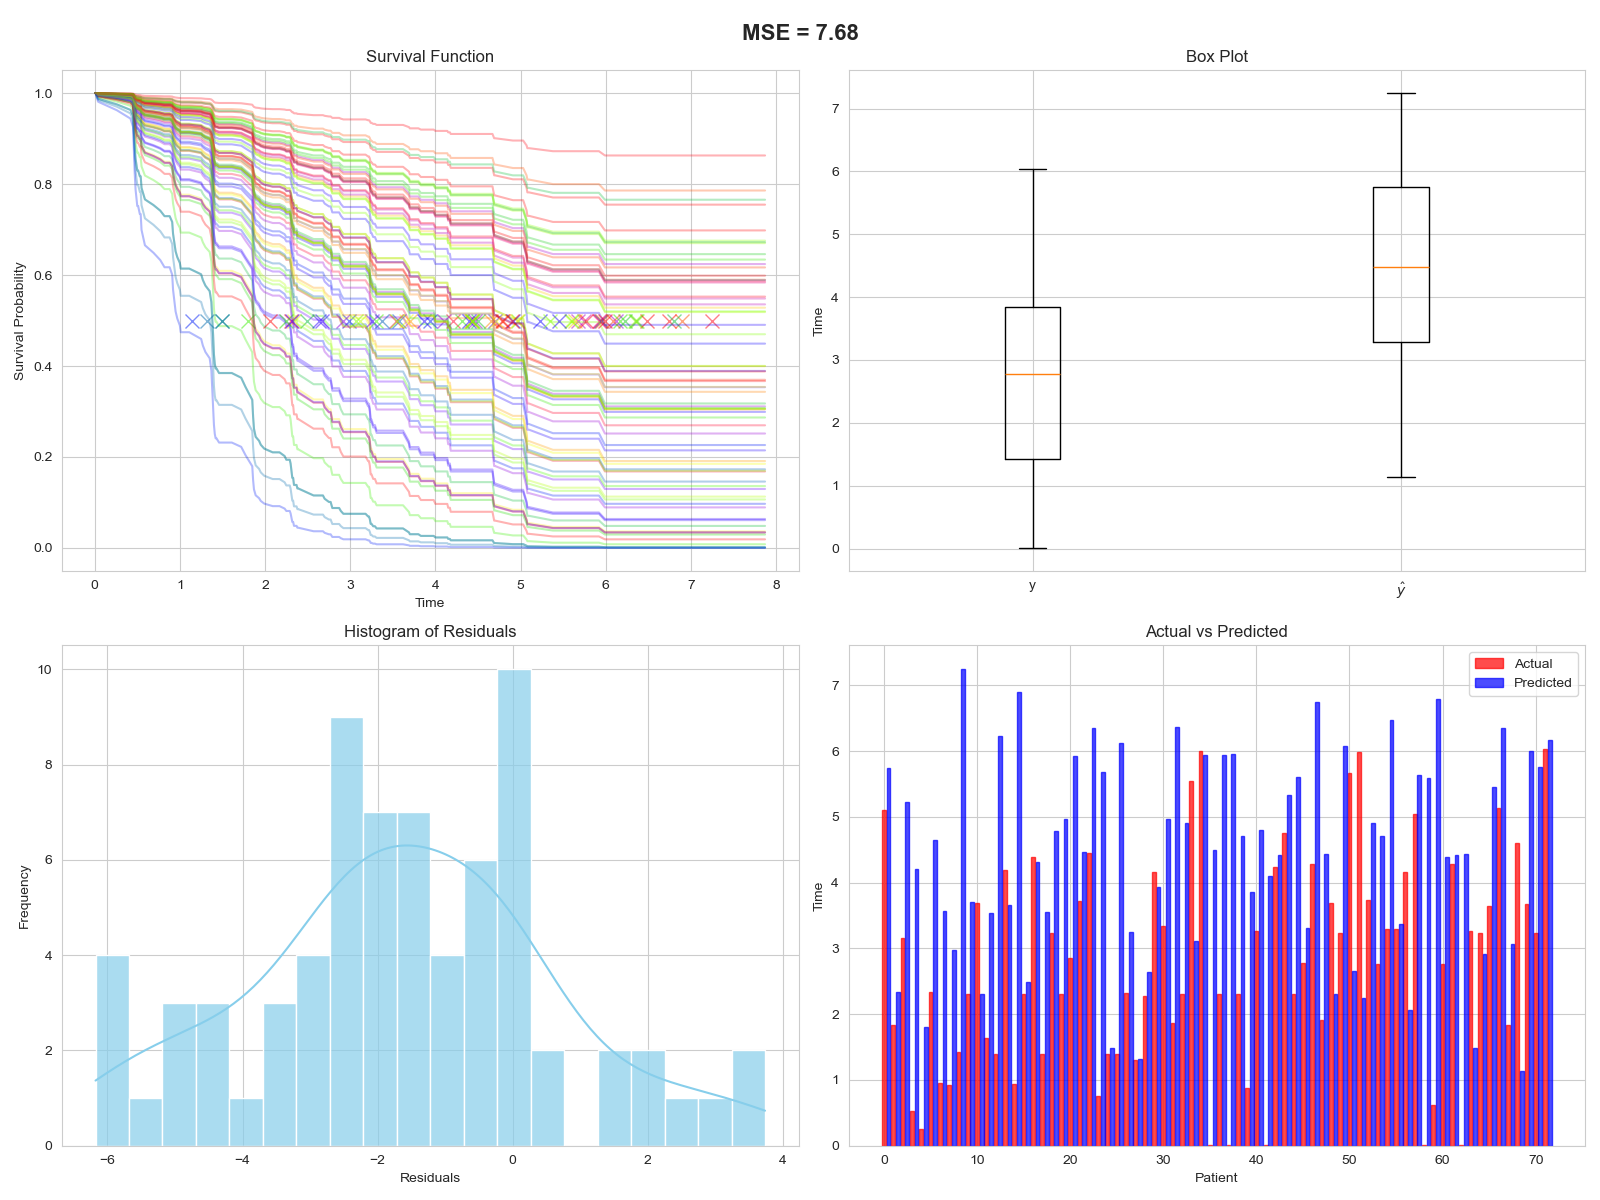 MSE = 7.68
Survival Function
1.0
0.8
0.6
0.4
0.2
0.0
Survival Probability
0 1 2 3 4 5 6 7 8
Time
Box Plot
7
6
5
4
3
2
1
0
Time
y ŷ
Histogram of Residuals
10
8
6
4
2
0
Frequency
−6 −4 −2 0 2 4
Residuals
Actual vs Predicted
Actual
Predicted
7
6
5
4
3
2
1
0
Time
0 10 20 30 40 50 60 70
Patient